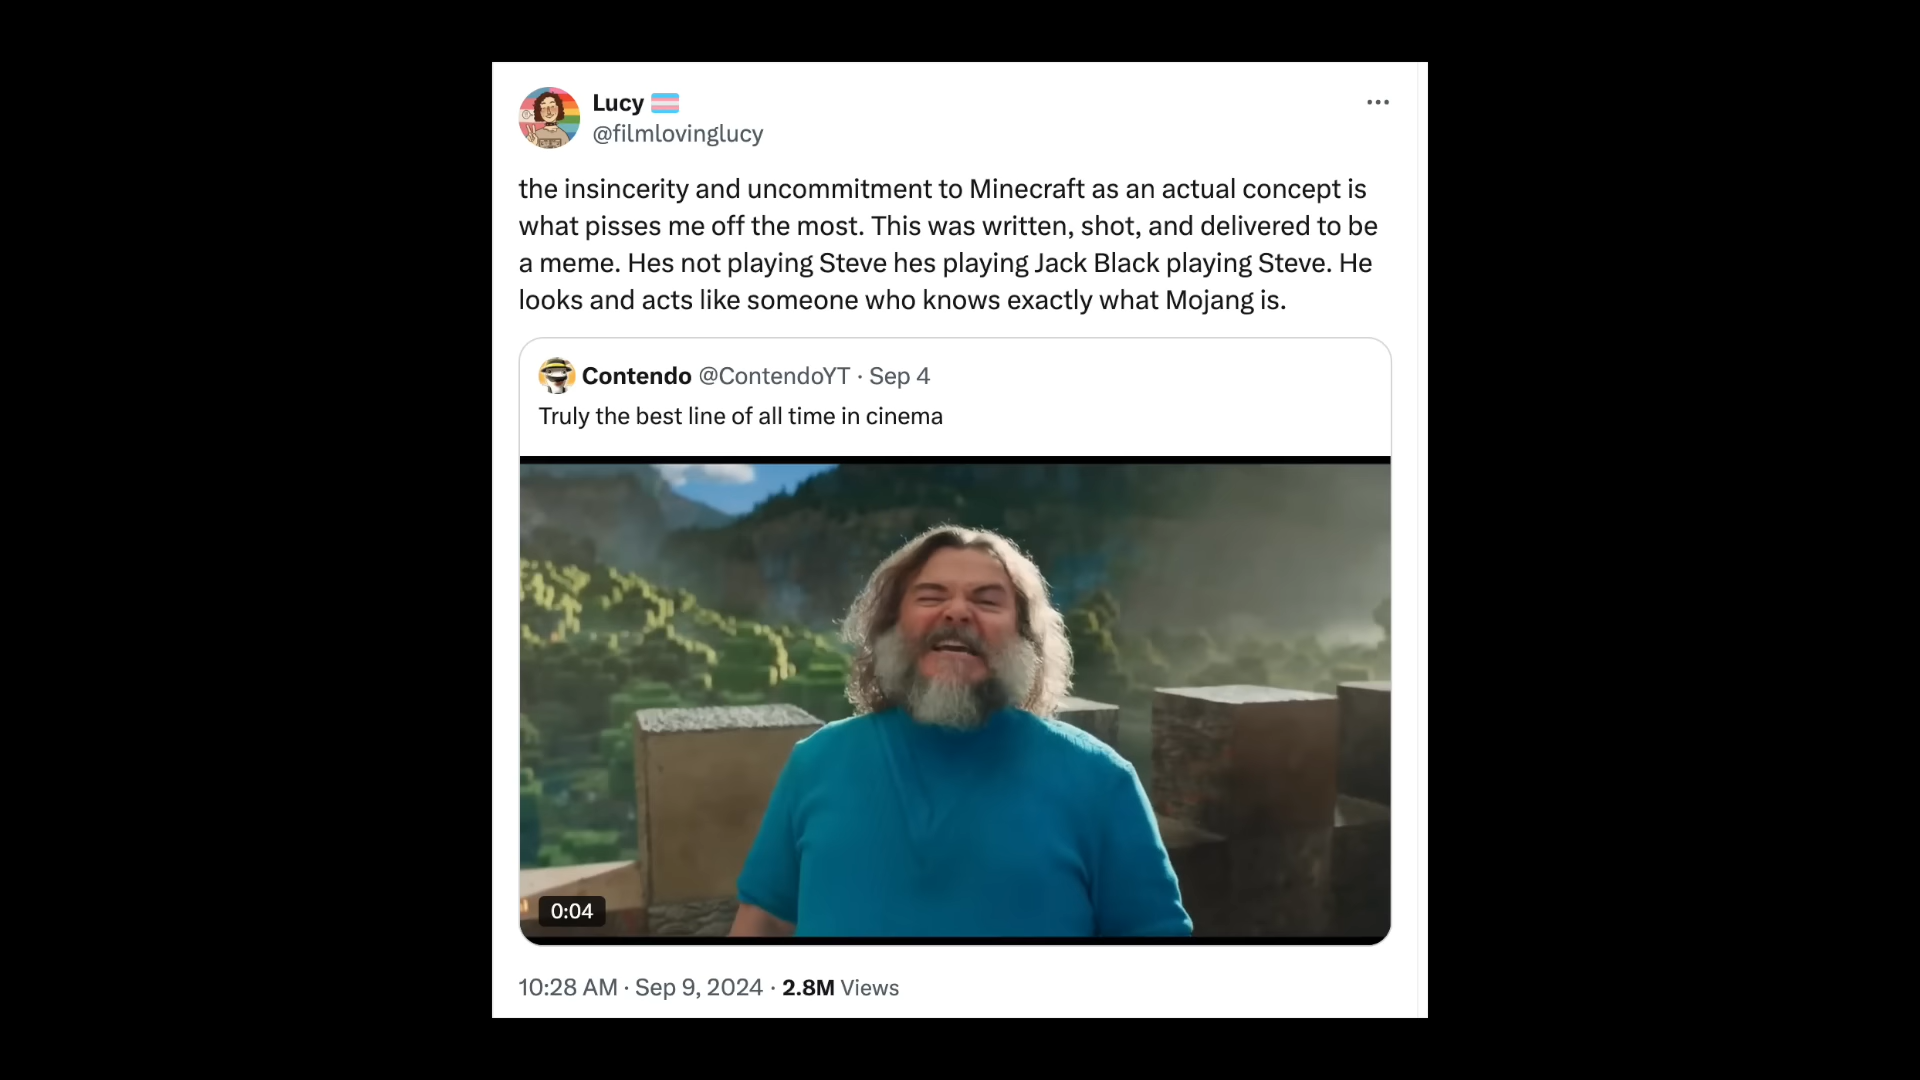 Lucy
@filmlovinglucy
the insincerity and uncommitment to Minecraft as an actual concept is
what pisses me off the most. This was written, shot, and delivered to be
a meme. Hes not playing Steve hes playing Jack Black playing Steve. He
looks and acts like someone who knows exactly what Mojang is.
Contendo @ContendoYT · Sep 4
Truly the best line of all time in cinema
0:04
10:28 AM · Sep 9, 2024 · 2.8M Views